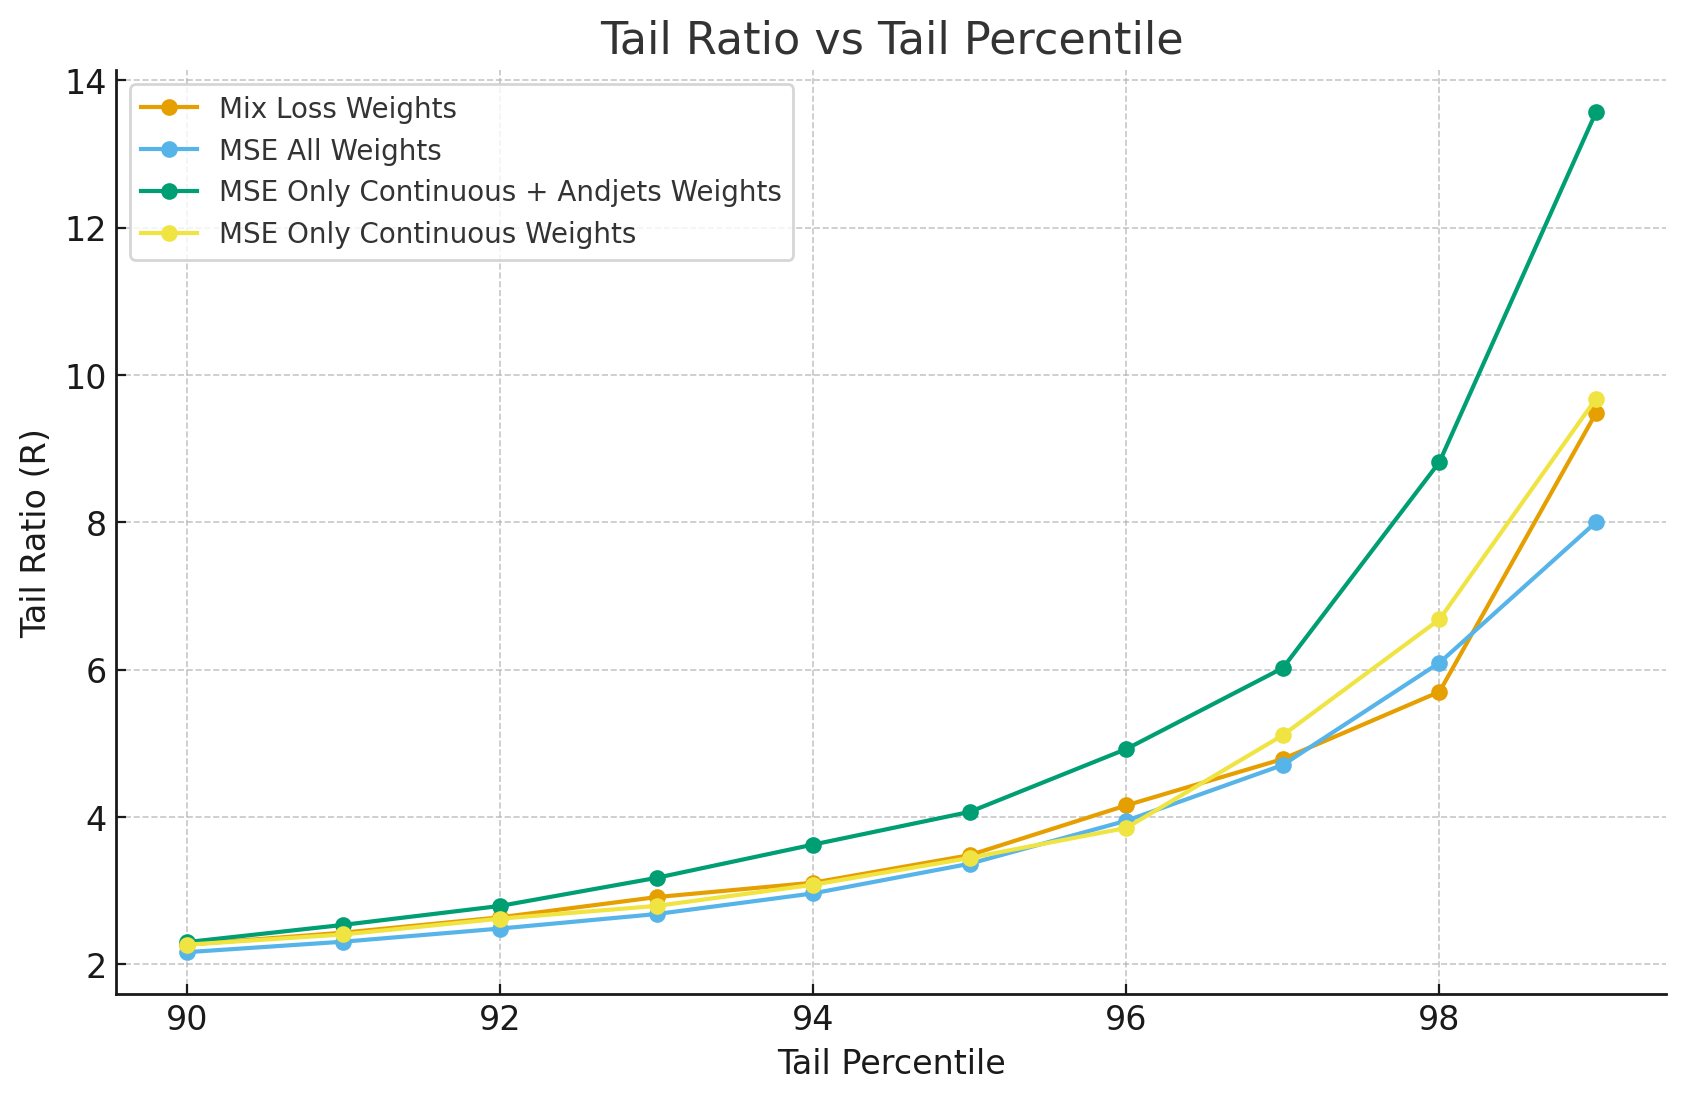 Tail Ratio vs Tail Percentile
14
Mix Loss Weights
MSE All Weights
MSE Only Continuous + Andjets Weights
MSE Only Continuous Weights
12
10
8
6
4
2
Tail Ratio (R)
90 92 94 96 98
Tail Percentile